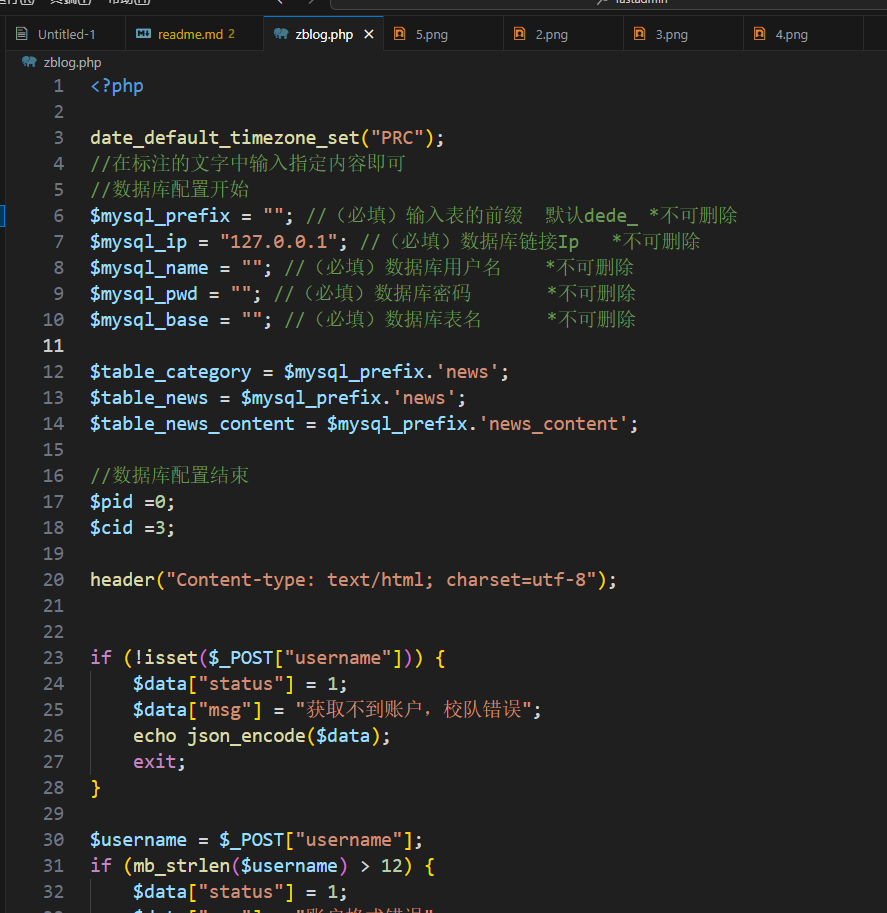 帮助(H)
fastadmin
Untitled-1 readme.md 2 zblog.php 5.png 2.png 3.png 4.png
zblog.php
1 <?php
2
3 date_default_timezone_set("PRC");
4 //在标注的文字中输入指定内容即可
5 //数据库配置开始
6 $mysql_prefix = ""; //（必填）输入表的前缀 默认dede_ *不可删除
7 $mysql_ip = "127.0.0.1"; //（必填）数据库链接Ip *不可删除
8 $mysql_name = ""; //（必填）数据库用户名 *不可删除
9 $mysql_pwd = ""; //（必填）数据库密码 *不可删除
10 $mysql_base = ""; //（必填）数据库表名 *不可删除
11
12 $table_category = $mysql_prefix.'news';
13 $table_news = $mysql_prefix.'news';
14 $table_news_content = $mysql_prefix.'news_content';
15
16 //数据库配置结束
17 $pid =0;
18 $cid =3;
19
20 header("Content-type: text/html; charset=utf-8");
21
22
23 if (!isset($_POST["username"])) {
24 $data["status"] = 1;
25 $data["msg"] = "获取不到账户，校队错误";
26 echo json_encode($data);
27 exit;
28 }
29
30 $username = $_POST["username"];
31 if (mb_strlen($username) > 12) {
32 $data["status"] = 1;